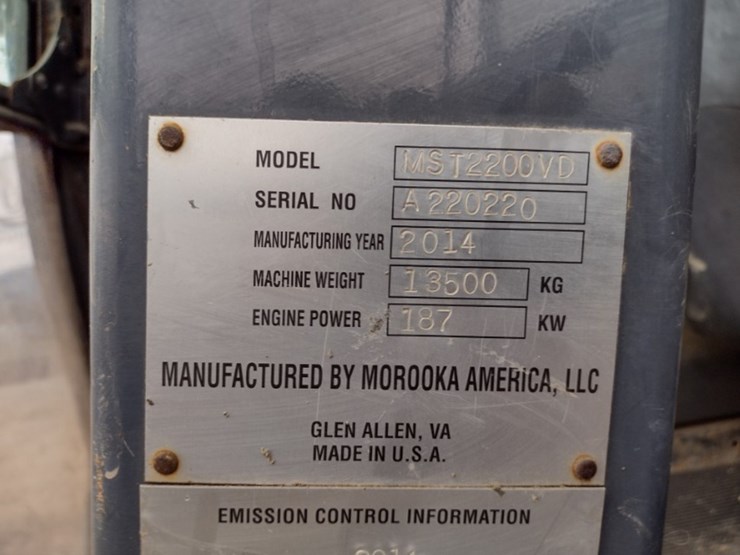 MODEL MST2200VD
SERIAL NO A220220
MANUFACTURING YEAR 2014
MACHINE WEIGHT 13500 KG
ENGINE POWER 187 KW
MANUFACTURED BY MOROOKA AMERICA, LLC
GLEN ALLEN, VA
MADE IN U.S.A.
EMISSION CONTROL INFORMATION